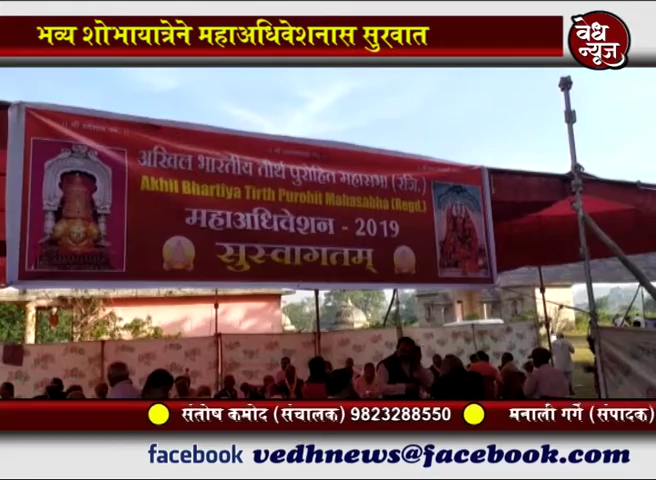 भव्य शोभायात्रेने महाअधिवेशनास सुरवात
वेध
न्यूज
अखिल भारतीय तीर्थ पुरोहित महासभा (रजि.)
Akhil Bhartiya Tirth Purohit Mahasabha (Regd.)
महाअधिवेशन - 2019
सुस्वागतम्
संतोष कमोद (संचालक) 9823288550 मनाली गर्गे (संपादक)
facebook vedhnews@facebook.com